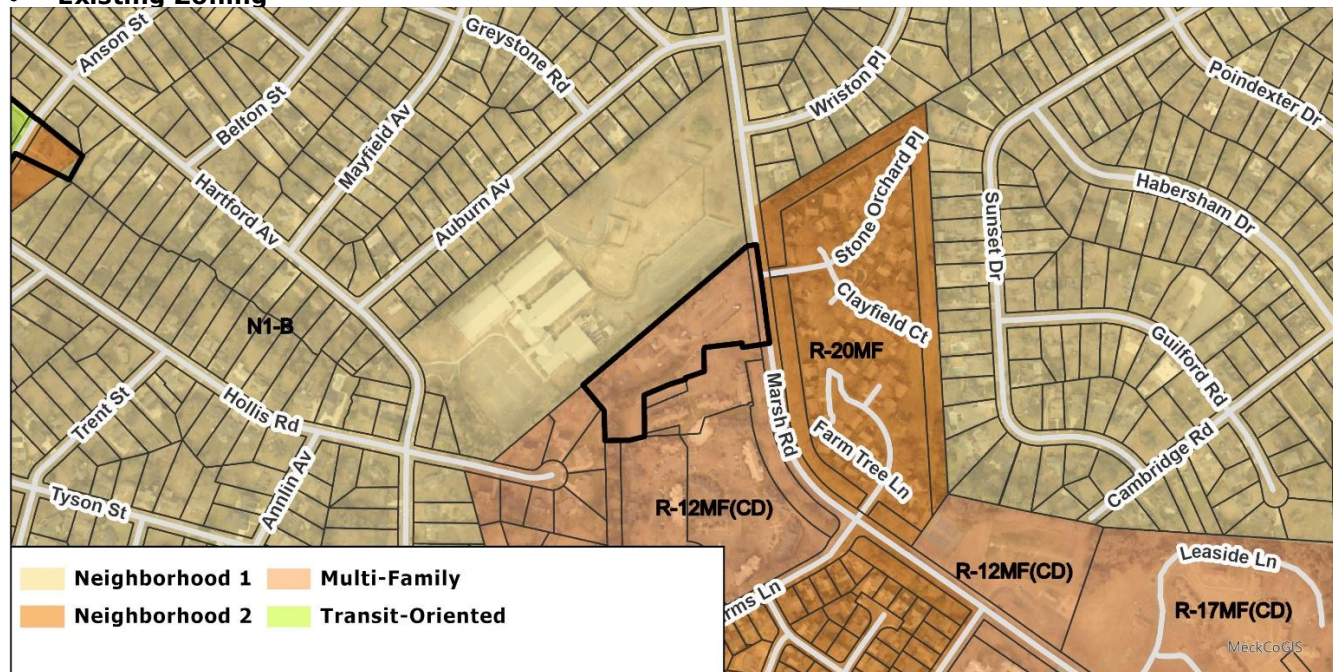 • Existing Zoning
Anson St
Greystone Rd
Belton St
Mayfield Av
Wriston Pl
Poindexter Dr
Hartford Av
Auburn Av
Stone Orchard Pl
Sunset Dr
Habersham Dr
Clayfield Ct
N1-B
R-20MF
Guilford Rd
Hollis Rd
Marsh Rd
Trent St
Farm Tree Ln
Cambridge Rd
Annlin Av
Tyson St
R-12MF(CD)
Leaside Ln
R-12MF(CD)
R-17MF(CD)
Neighborhood 1
Multi-Family
Neighborhood 2
Transit-Oriented
Ln
MeckCoGIS